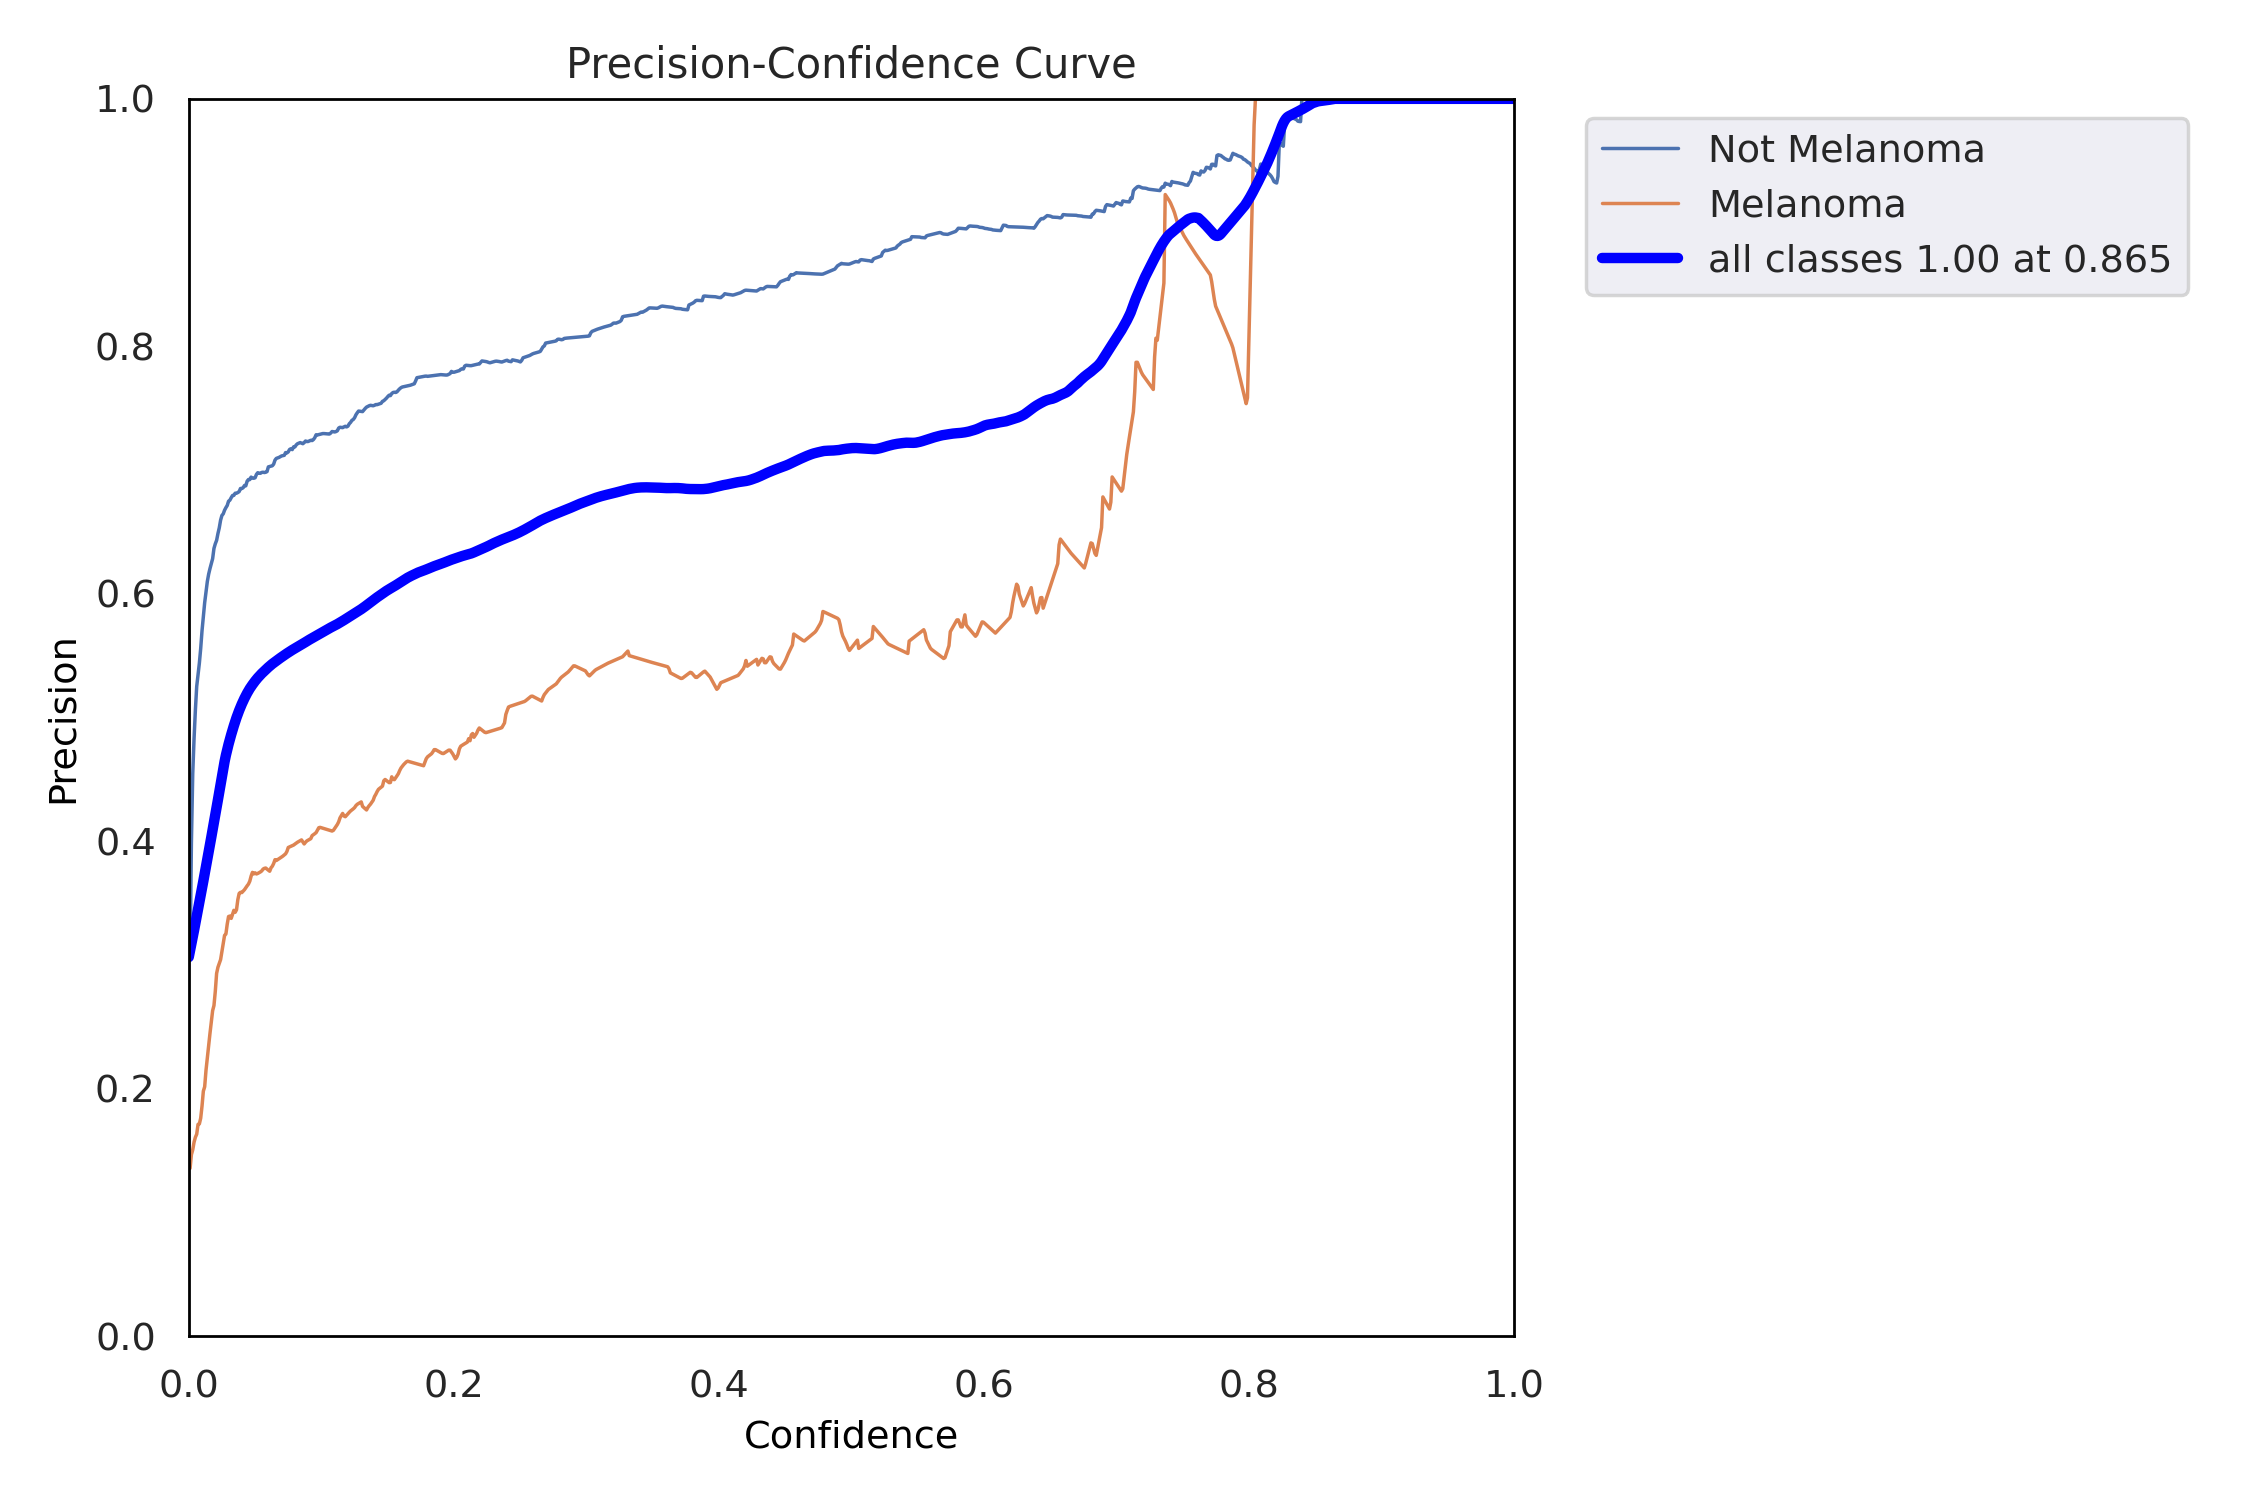 Precision-Confidence Curve
1.0
0.8
0.6
0.4
0.2
0.0
Precision
0.0 0.2 0.4 0.6 0.8 1.0
Confidence
Not Melanoma
Melanoma
all classes 1.00 at 0.865